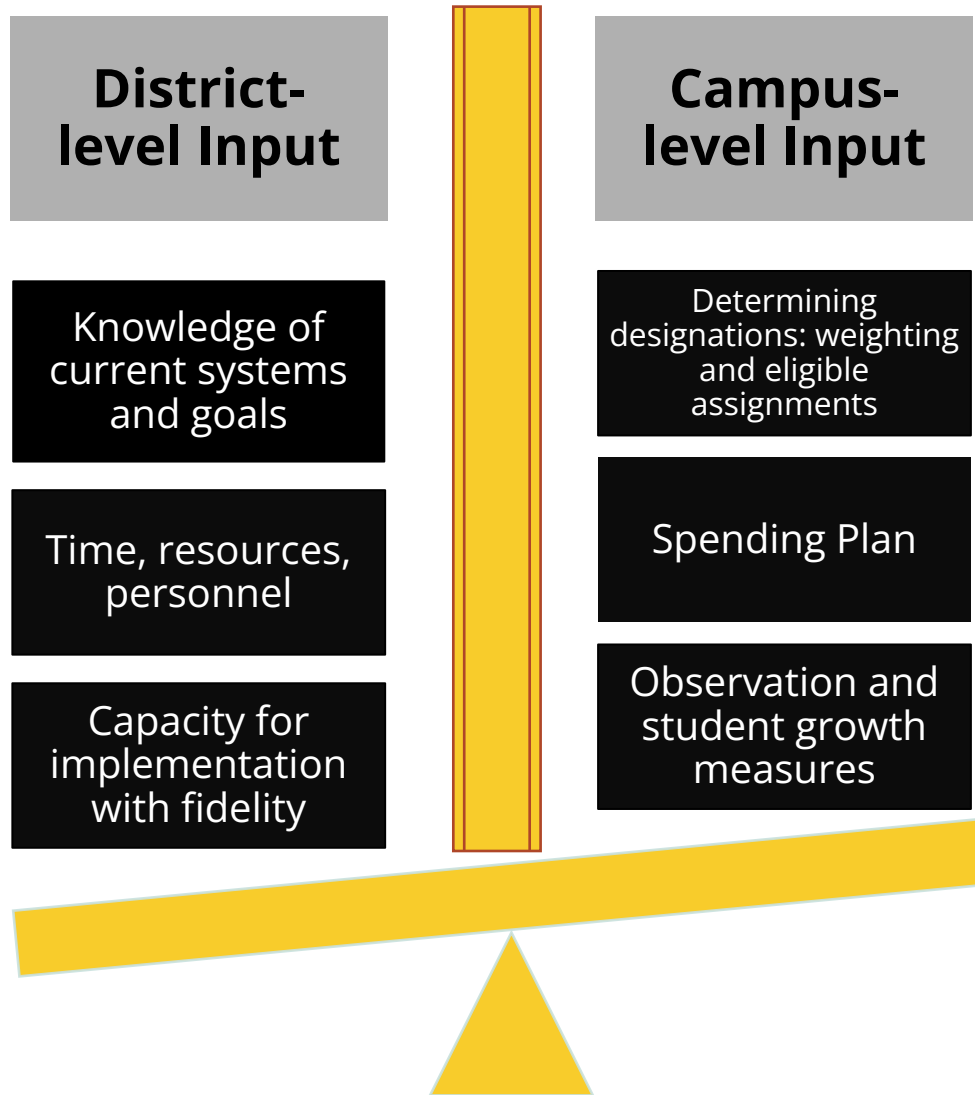 District-
level Input
Knowledge of
current systems
and goals
Time, resources,
personnel
Capacity for
implementation
with fidelity
Campus-
level Input
Determining
designations: weighting
and eligible
assignments
Spending Plan
Observation and
student growth
measures